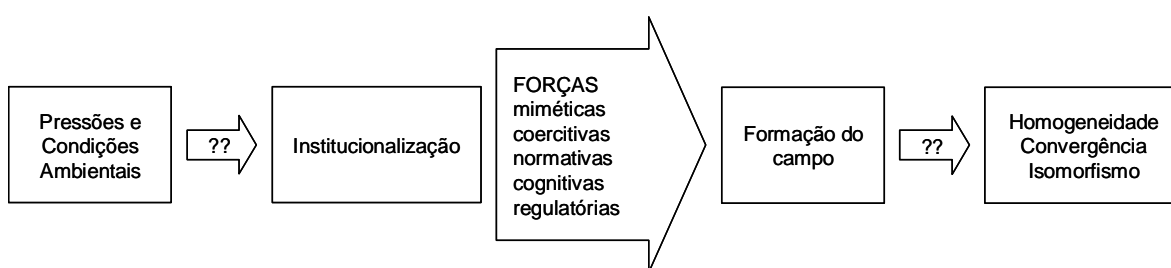 Pressões e
Condições
Ambientais
??
Institucionalização
FORÇAS
miméticas
coercitivas
normativas
cognitivas
regulatórias
Formação do
campo
??
Homogeneidade
Convergência
Isomorfismo